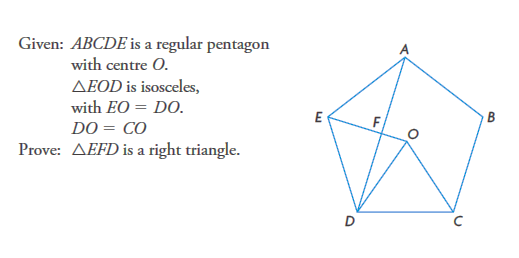 Given: ABCDE is a regular pentagon
with centre O.
△EOD is isosceles,
with EO = DO.
DO = CO
Prove: △EFD is a right triangle.
A
E
F
O
B
D
C